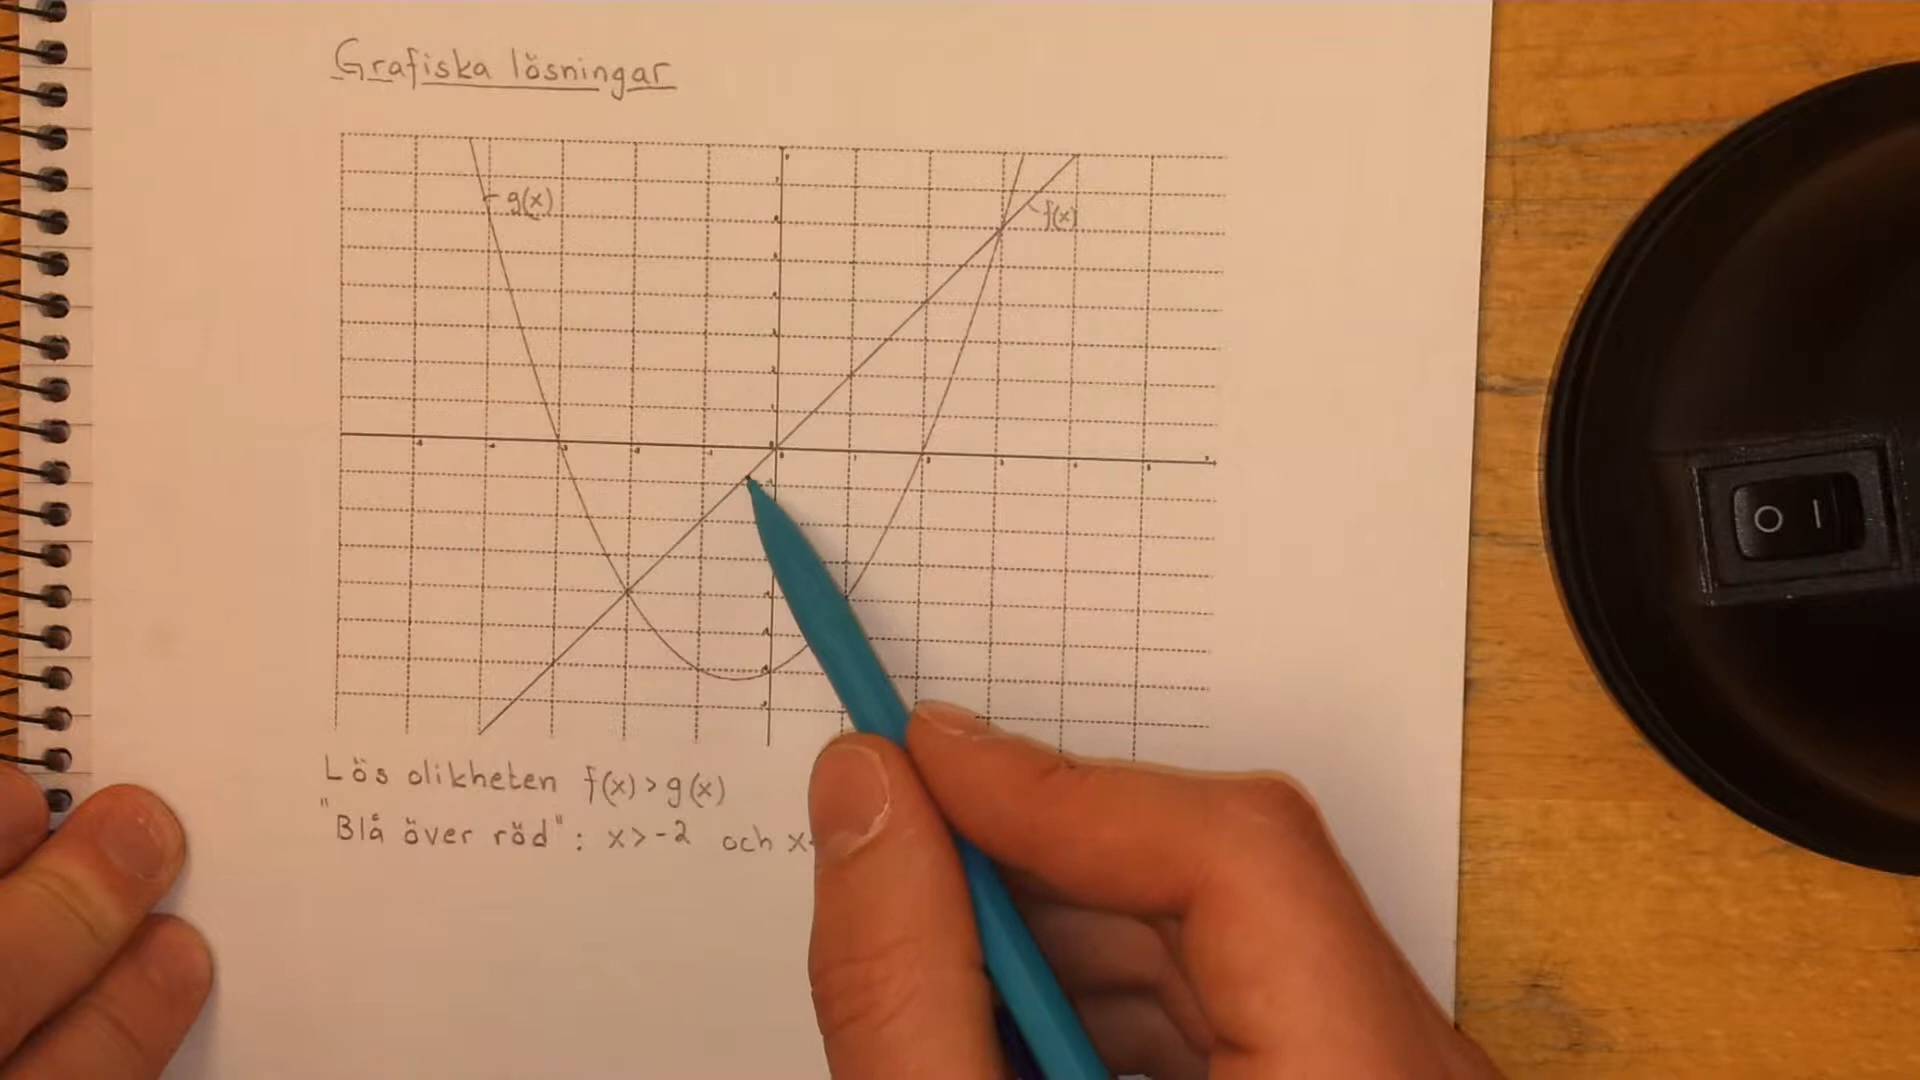 Grafiska lösningar
g(x)
f(x)
Lös olikheten f(x) > g(x)
"Blå över röd": x > -2 och x
O I